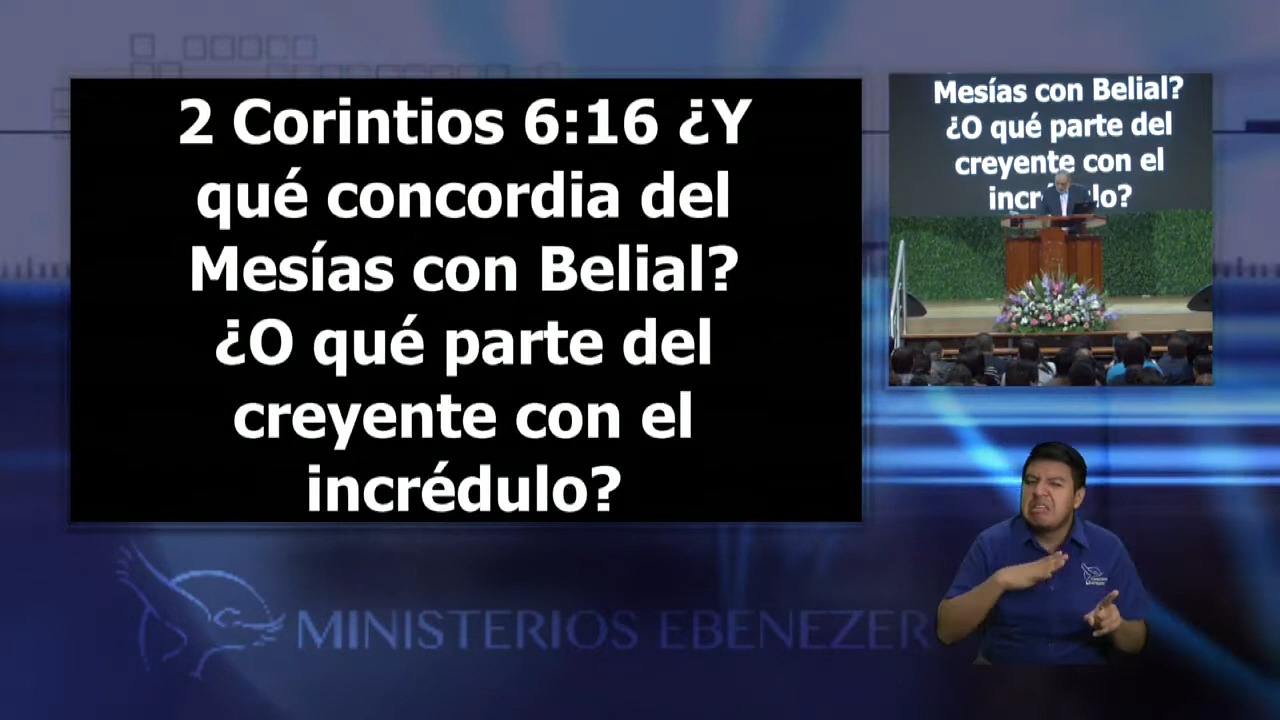 2 Corintios 6:16 ¿Y
qué concordia del
Mesías con Belial?
¿O qué parte del
creyente con el
incrédulo?
Mesías con Belial?
¿O qué parte del
creyente con el
MINISTERIOS EBENEZER